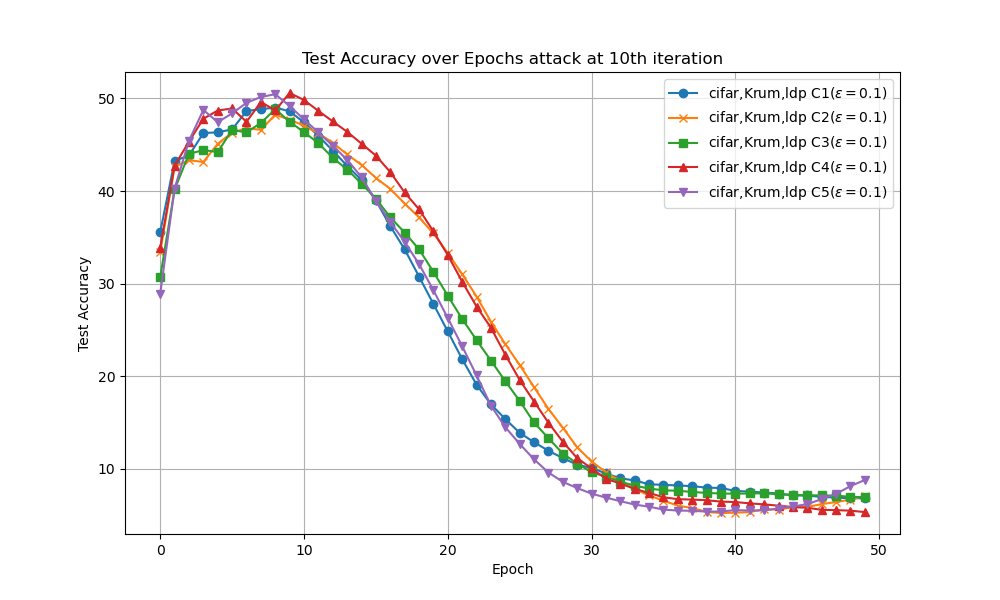 Test Accuracy over Epochs attack at 10th iteration
cifar,Krum,ldp C1(ε = 0.1)
cifar,Krum,ldp C2(ε = 0.1)
cifar,Krum,ldp C3(ε = 0.1)
cifar,Krum,ldp C4(ε = 0.1)
cifar,Krum,ldp C5(ε = 0.1)
Test Accuracy
50
40
30
20
10
0 10 20 30 40 50
Epoch